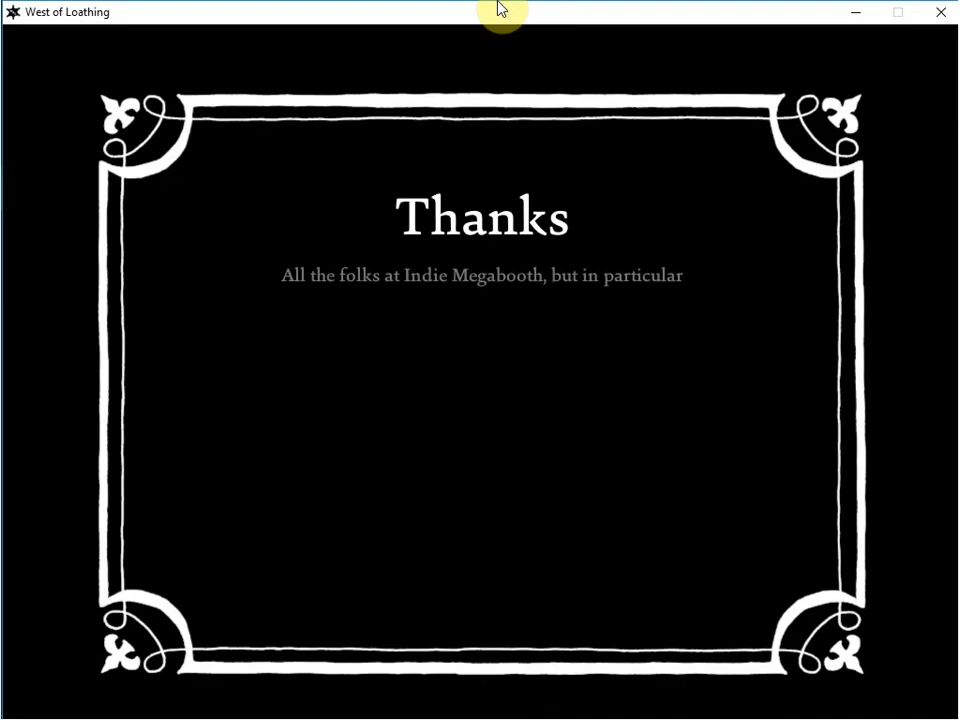 West of Loathing
Thanks
All the folks at Indie Megabooth, but in particular